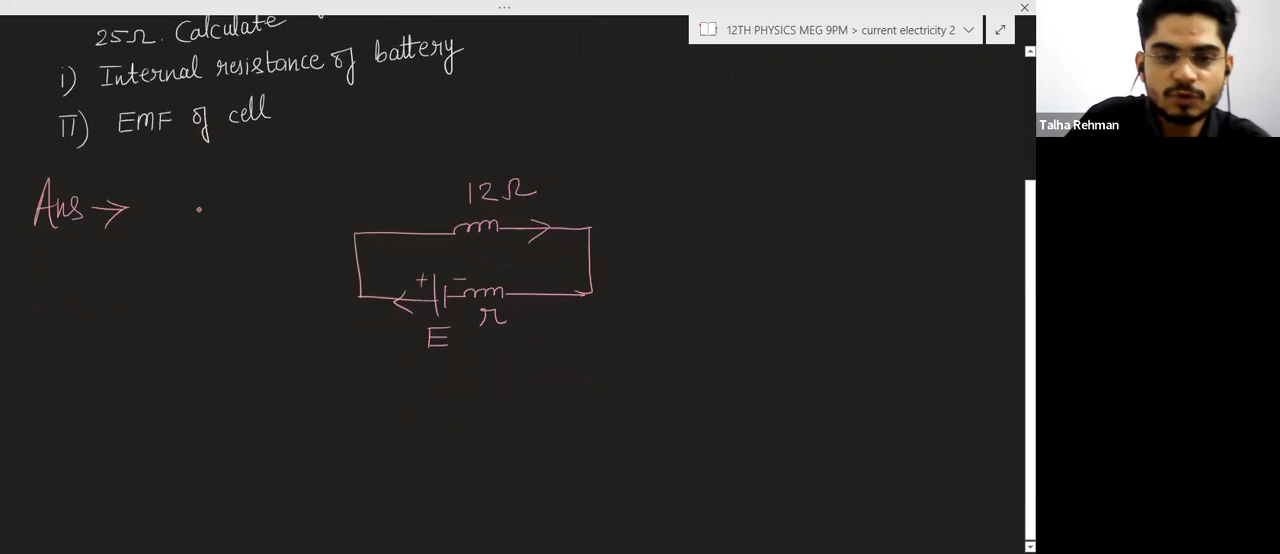 12TH PHYSICS MEG 9PM > current electricity 2
25Ω. Calculate
i) Internal resistance of battery
II) EMF of cell
Talha Rehman
Ans →
12Ω
+ −
r
E